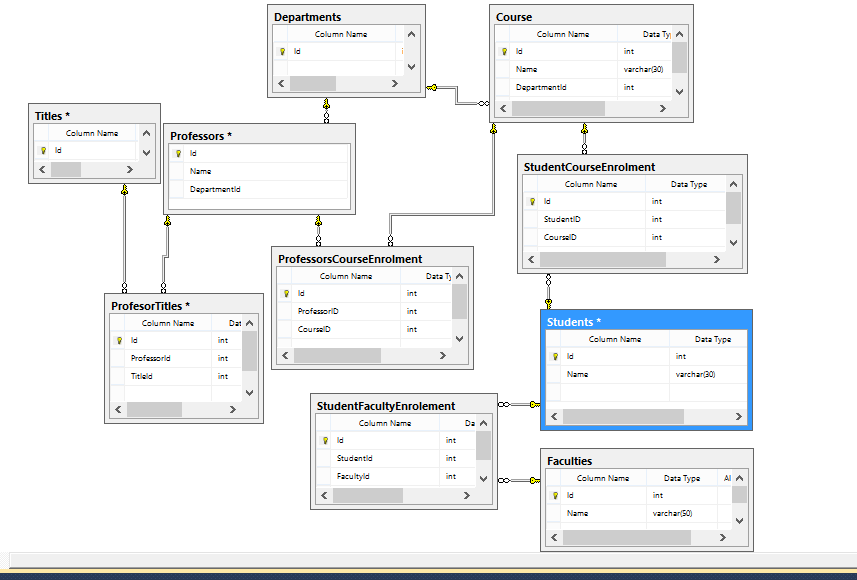 Departments
Column Name
Id
Course
Column Name Data Ty
Id int
Name varchar(30)
DepartmentId int
Titles *
Column Name
Id
Professors *
Id
Name
DepartmentId
StudentCourseEnrolment
Column Name Data Type
Id int
StudentID int
CourseID int
ProfessorsCourseEnrolment
Column Name Data Ty
Id int
ProfessorID int
CourseID int
ProfesorTitles *
Column Name Dat
Id int
ProfessorId int
TitleId int
Students *
Column Name Data Type
Id int
Name varchar(30)
StudentFacultyEnrolement
Column Name Da
Id int
StudentId int
FacultyId int
Faculties
Column Name Data Type Al
Id int
Name varchar(50)